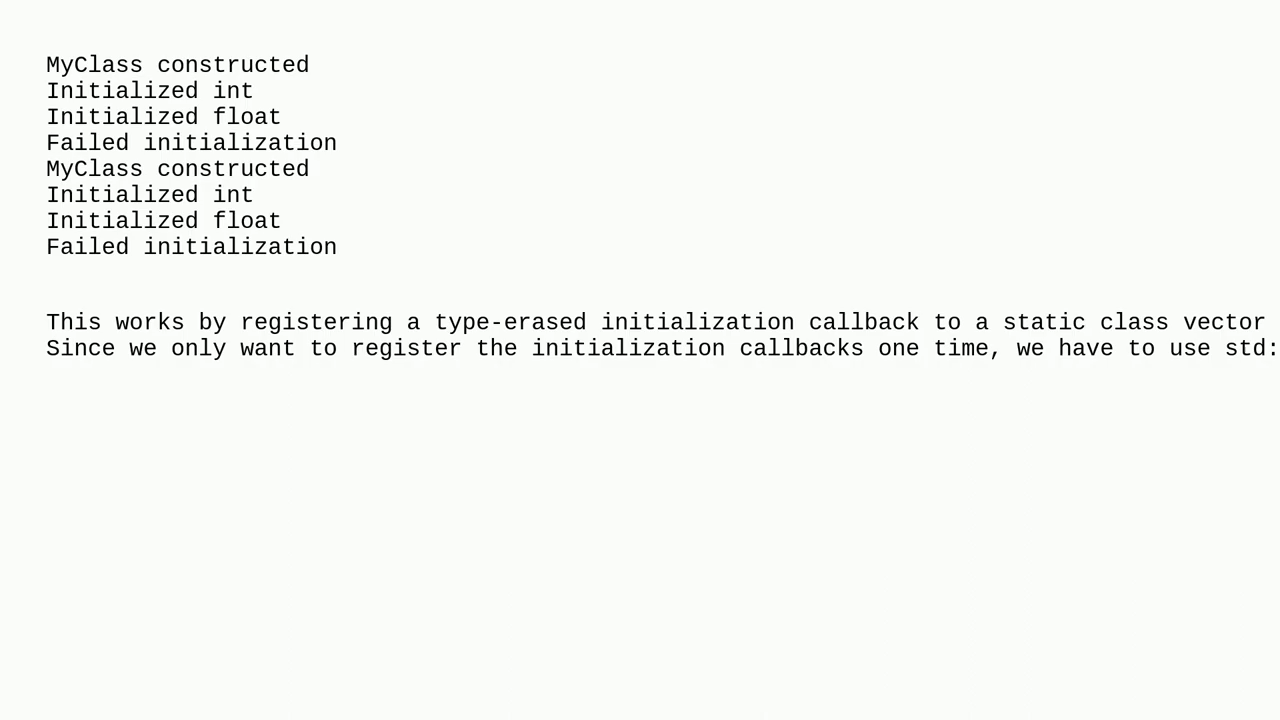 MyClass constructed
Initialized int
Initialized float
Failed initialization
MyClass constructed
Initialized int
Initialized float
Failed initialization
This works by registering a type-erased initialization callback to a static class vector
Since we only want to register the initialization callbacks one time, we have to use std: